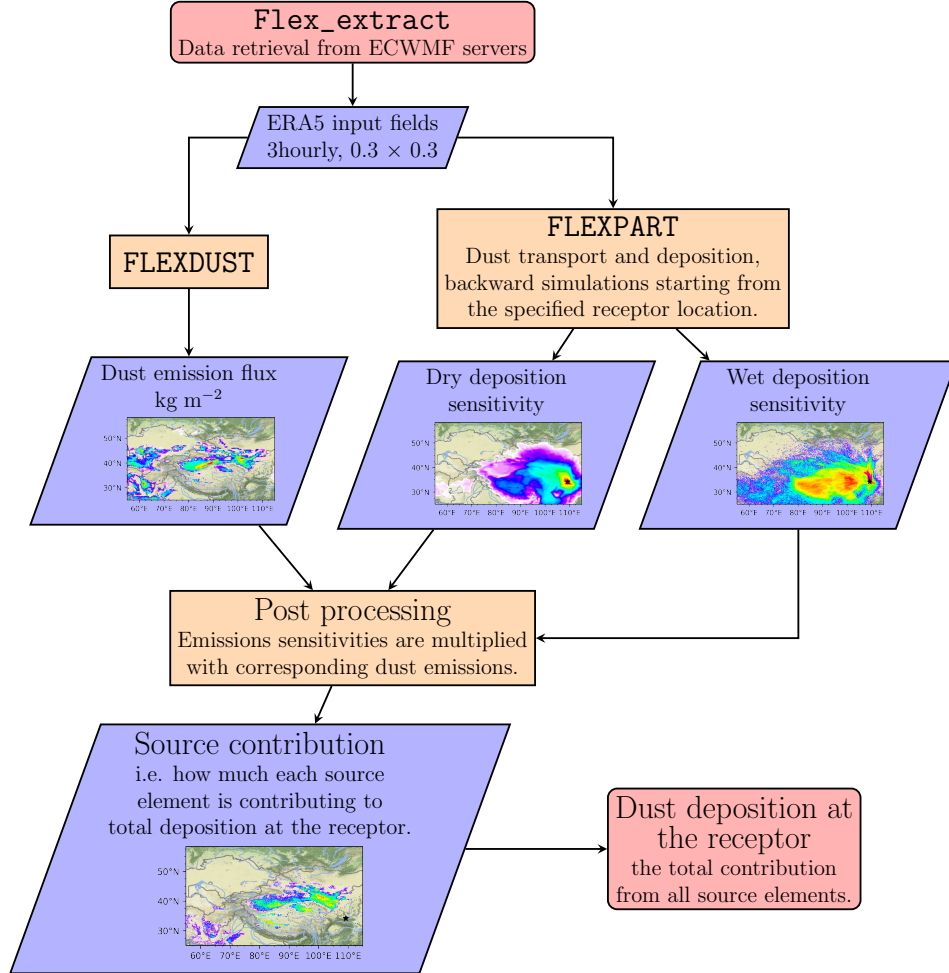 Flex_extract
Data retrieval from ECWMF servers
ERA5 input fields
3hourly, 0.3 × 0.3
FLEXDUST
FLEXPART
Dust transport and deposition,
backward simulations starting from
the specified receptor location.
Dust emission flux
kg m⁻²
50°N
40°N
30°N
60°E 70°E 80°E 90°E 100°E 110°E
Dry deposition
sensitivity
50°N
40°N
30°N
60°E 70°E 80°E 90°E 100°E 110°E
Wet deposition
sensitivity
50°N
40°N
30°N
60°E 70°E 80°E 90°E 100°E 110°E
Post processing
Emissions sensitivities are multiplied
with corresponding dust emissions.
Source contribution
i.e. how much each source
element is contributing to
total deposition at the receptor.
50°N
40°N
30°N
60°E 70°E 80°E 90°E 100°E 110°E
Dust deposition at
the receptor
the total contribution
from all source elements.